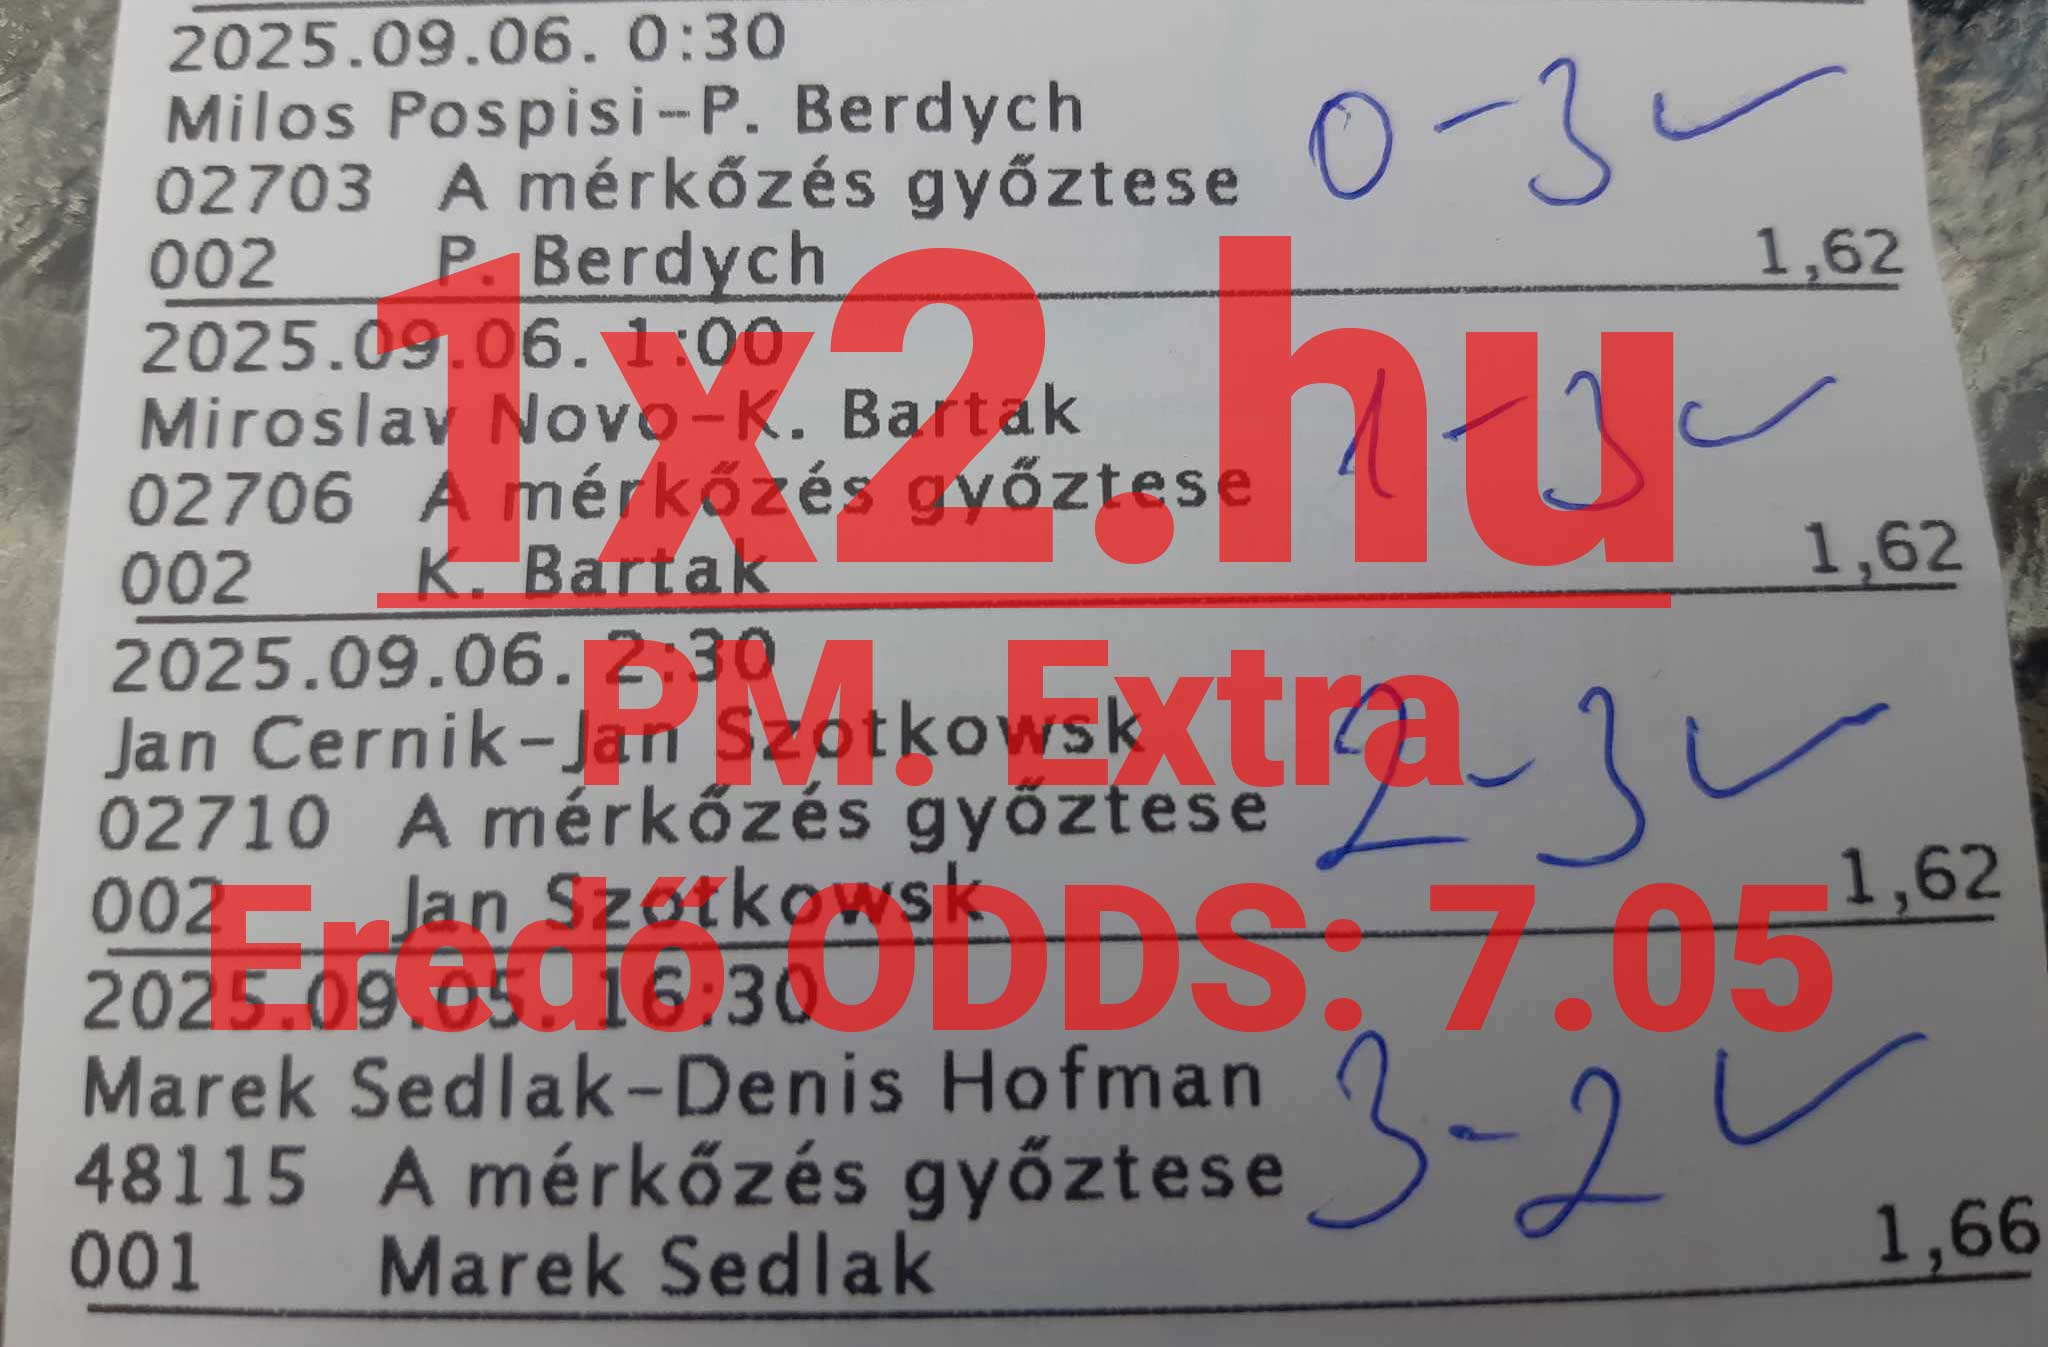 2025.09.06. 0:30
Milos Pospisi-P. Berdych
02703 A mérkőzés győztese
0-3 ✓
002 P. Berdych 1,62
1x2.hu
2025.09.06. 1:00
Miroslav Novo-K. Bartak
02706 A mérkőzés győztese
1-3 ✓
002 K. Bartak 1,62
PM. Extra
2025.09.06. 2:30
Jan Cernik-Jan Szotkowsk
02710 A mérkőzés győztese
2-3 ✓
002 Jan Szotkowsk 1,62
Eredő ODDS: 7.05
2025.09.05. 16:30
Marek Sedlak-Denis Hofman
48115 A mérkőzés győztese
3-2 ✓
001 Marek Sedlak 1,66